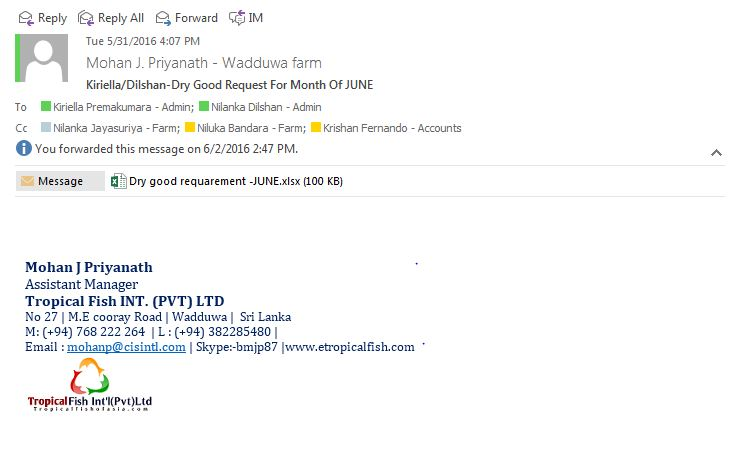 Reply Reply All Forward IM
Tue 5/31/2016 4:07 PM
Mohan J. Priyanath - Wadduwa farm
Kiriella/Dilshan-Dry Good Request For Month Of JUNE
To Kiriella Premakumara - Admin; Nilanka Dilshan - Admin
Cc Nilanka Jayasuriya - Farm; Niluka Bandara - Farm; Krishan Fernando - Accounts
You forwarded this message on 6/2/2016 2:47 PM.
Message Dry good requarement -JUNE.xlsx (100 KB)
Mohan J Priyanath
Assistant Manager
Tropical Fish INT. (PVT) LTD
No 27 | M.E cooray Road | Wadduwa | Sri Lanka
M: (+94) 768 222 264 | L : (+94) 382285480 |
Email : mohanp@cisintl.com | Skype:-bmjp87 |www.etropicalfish.com
TropicalFish Int'l(Pvt)Ltd
Tropicalfishofasia.com